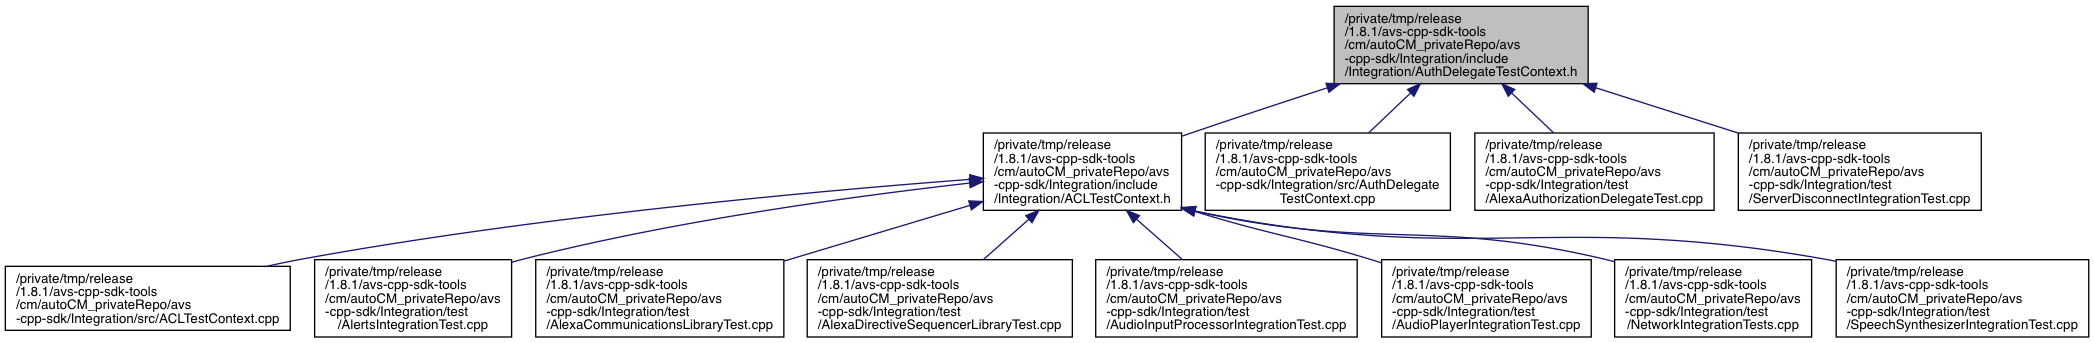 /private/tmp/release
/1.8.1/avs-cpp-sdk-tools
/cm/autoCM_privateRepo/avs
-cpp-sdk/Integration/include
/Integration/AuthDelegateTestContext.h
/private/tmp/release
/1.8.1/avs-cpp-sdk-tools
/cm/autoCM_privateRepo/avs
-cpp-sdk/Integration/include
/Integration/ACLTestContext.h
/private/tmp/release
/1.8.1/avs-cpp-sdk-tools
/cm/autoCM_privateRepo/avs
-cpp-sdk/Integration/src/AuthDelegate
TestContext.cpp
/private/tmp/release
/1.8.1/avs-cpp-sdk-tools
/cm/autoCM_privateRepo/avs
-cpp-sdk/Integration/test
/AlexaAuthorizationDelegateTest.cpp
/private/tmp/release
/1.8.1/avs-cpp-sdk-tools
/cm/autoCM_privateRepo/avs
-cpp-sdk/Integration/test
/ServerDisconnectIntegrationTest.cpp
/private/tmp/release
/1.8.1/avs-cpp-sdk-tools
/cm/autoCM_privateRepo/avs
-cpp-sdk/Integration/src/ACLTestContext.cpp
/private/tmp/release
/1.8.1/avs-cpp-sdk-tools
/cm/autoCM_privateRepo/avs
-cpp-sdk/Integration/test
/AlertsIntegrationTest.cpp
/private/tmp/release
/1.8.1/avs-cpp-sdk-tools
/cm/autoCM_privateRepo/avs
-cpp-sdk/Integration/test
/AlexaCommunicationsLibraryTest.cpp
/private/tmp/release
/1.8.1/avs-cpp-sdk-tools
/cm/autoCM_privateRepo/avs
-cpp-sdk/Integration/test
/AlexaDirectiveSequencerLibraryTest.cpp
/private/tmp/release
/1.8.1/avs-cpp-sdk-tools
/cm/autoCM_privateRepo/avs
-cpp-sdk/Integration/test
/AudioInputProcessorIntegrationTest.cpp
/private/tmp/release
/1.8.1/avs-cpp-sdk-tools
/cm/autoCM_privateRepo/avs
-cpp-sdk/Integration/test
/AudioPlayerIntegrationTest.cpp
/private/tmp/release
/1.8.1/avs-cpp-sdk-tools
/cm/autoCM_privateRepo/avs
-cpp-sdk/Integration/test
/NetworkIntegrationTests.cpp
/private/tmp/release
/1.8.1/avs-cpp-sdk-tools
/cm/autoCM_privateRepo/avs
-cpp-sdk/Integration/test
/SpeechSynthesizerIntegrationTest.cpp